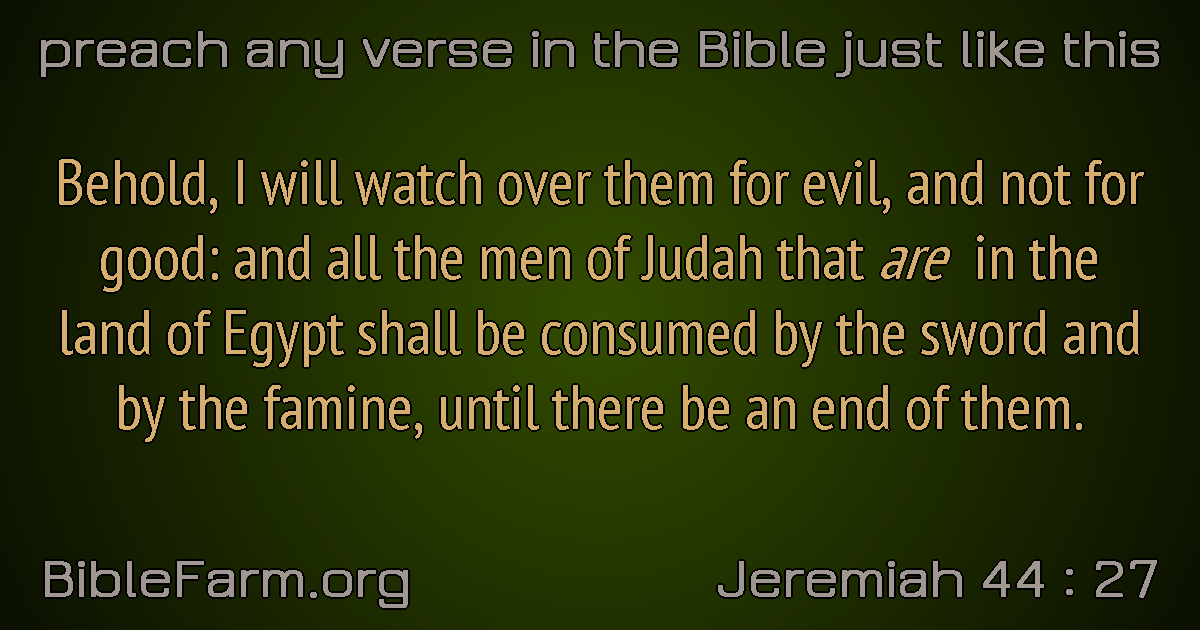 preach any verse in the Bible just like this
Behold, I will watch over them for evil, and not for
good: and all the men of Judah that are in the
land of Egypt shall be consumed by the sword and
by the famine, until there be an end of them.
BibleFarm.org
Jeremiah 44 : 27